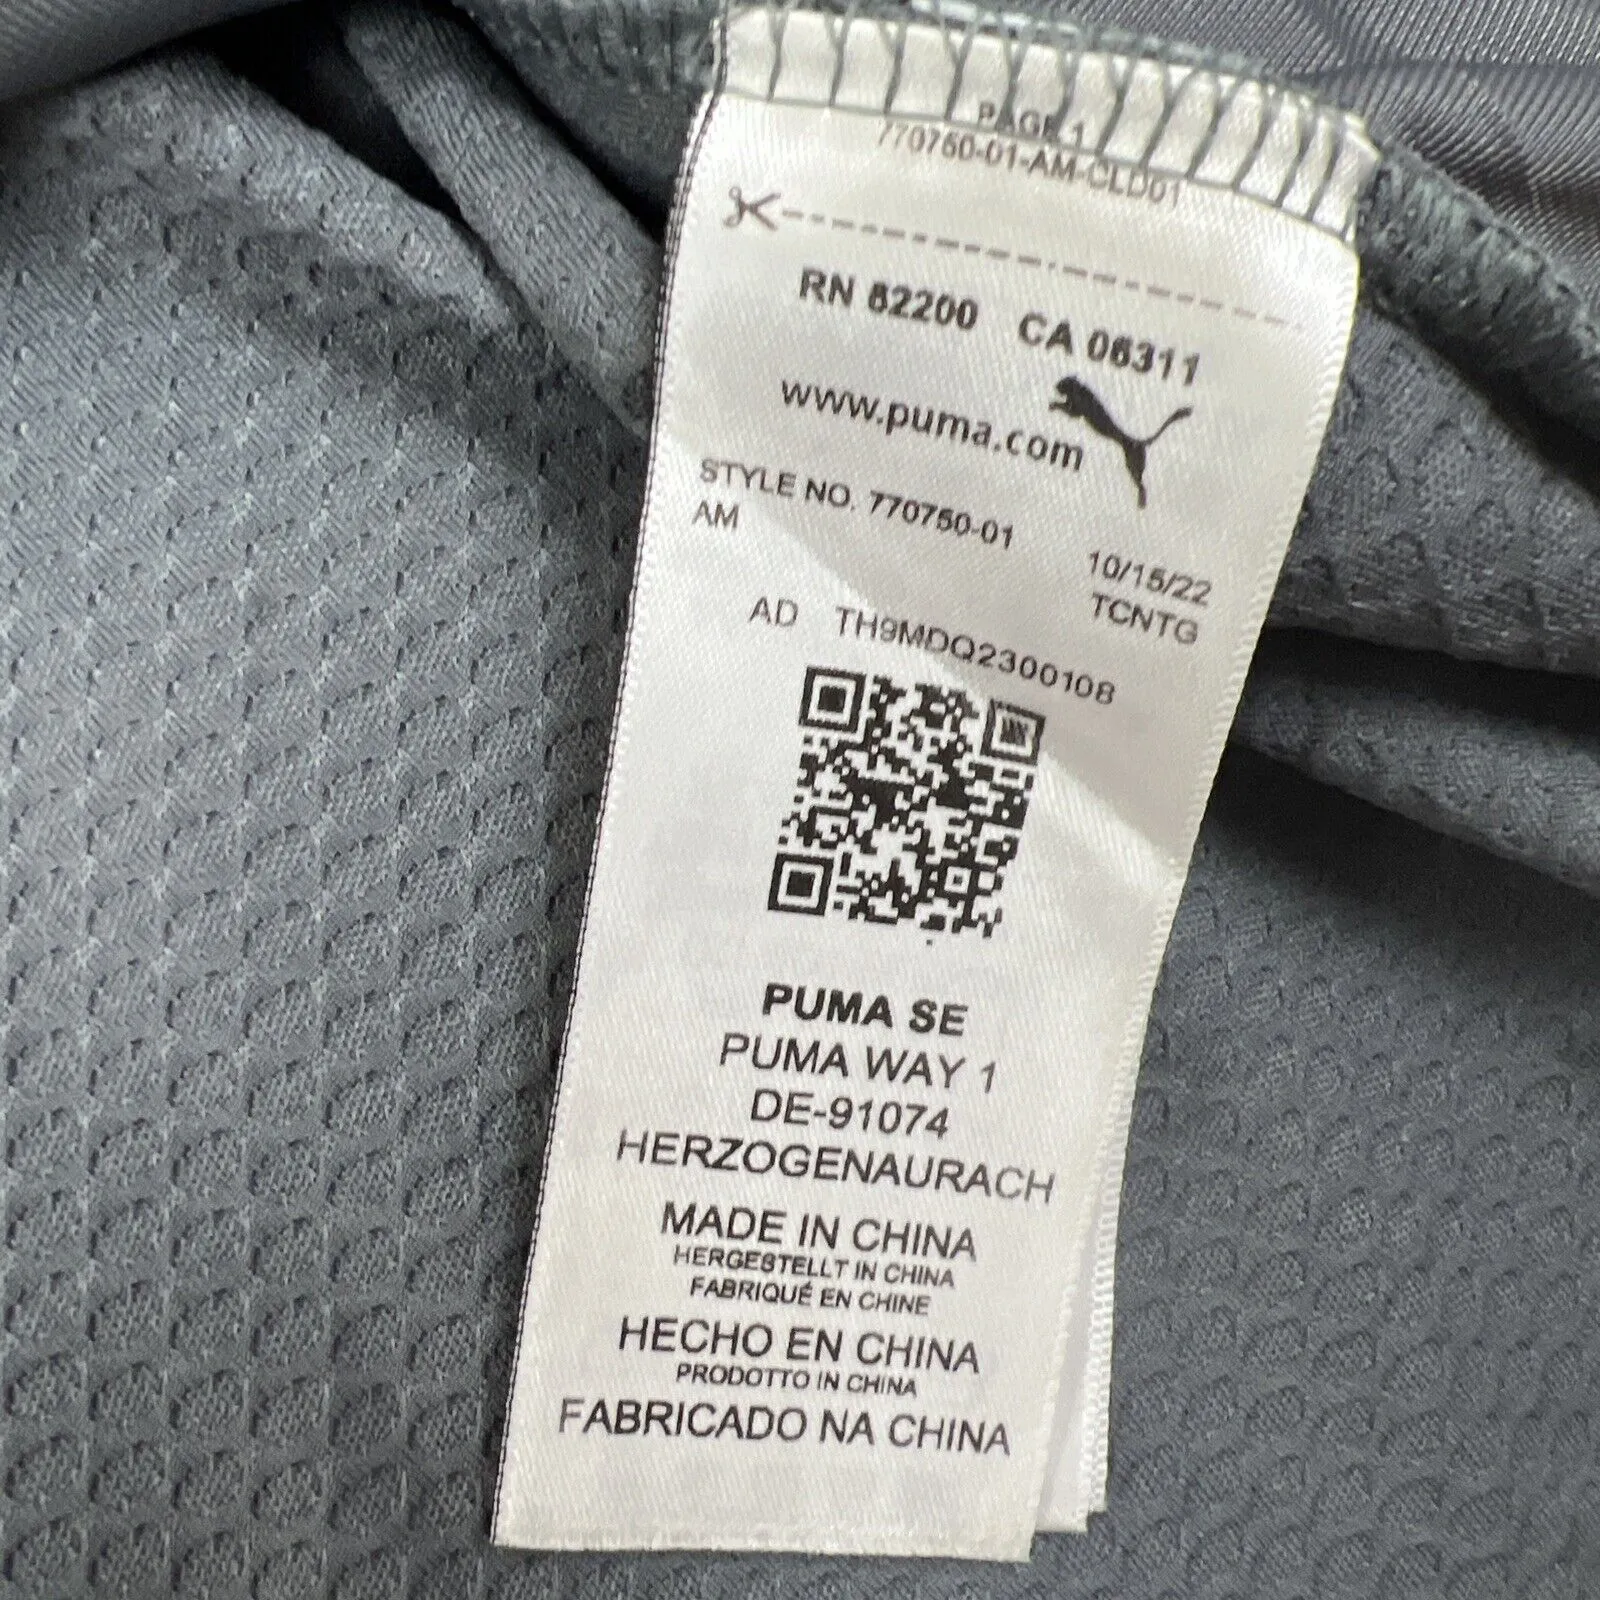 PAGE 1
770750-01-AM-CLD01
RN 62200 CA 06311
www.puma.com
STYLE NO. 770750-01
AM
10/15/22
TCNTG
AD TH9MDQ2300108
PUMA SE
PUMA WAY 1
DE-91074
HERZOGENAURACH
MADE IN CHINA
HERGESTELLT IN CHINA
FABRIQUÉ EN CHINE
HECHO EN CHINA
PRODOTTO IN CHINA
FABRICADO NA CHINA